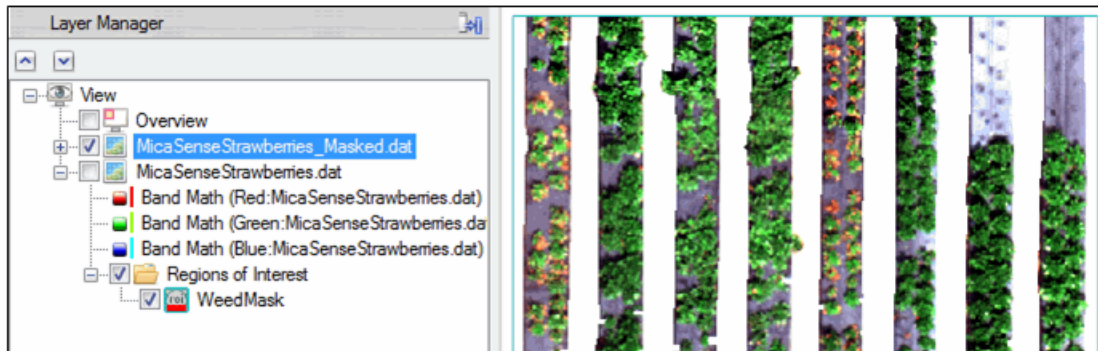 Layer Manager
View
Overview
MicaSenseStrawberries_Masked.dat
MicaSenseStrawberries.dat
Band Math (Red:MicaSenseStrawberries.dat)
Band Math (Green:MicaSenseStrawberries.da
Band Math (Blue:MicaSenseStrawberries.dat)
Regions of Interest
roi WeedMask